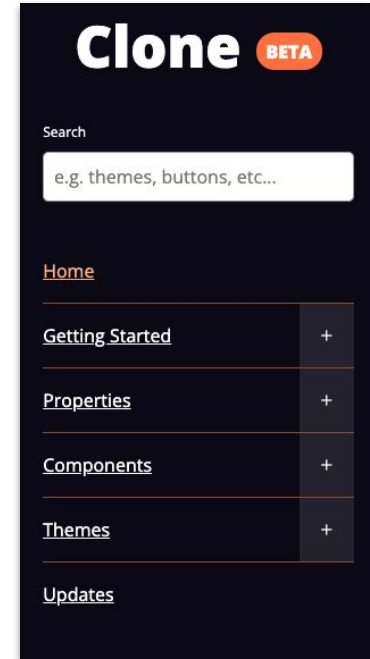 Clone BETA
Search
e.g. themes, buttons, etc...
Home
Getting Started +
Properties +
Components +
Themes +
Updates